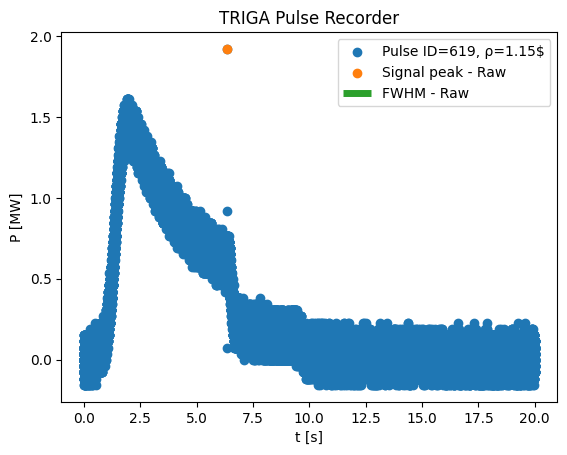 TRIGA Pulse Recorder
Pulse ID=619, ρ=1.15$
Signal peak - Raw
FWHM - Raw
P [MW]
2.0
1.5
1.0
0.5
0.0
0.0 2.5 5.0 7.5 10.0 12.5 15.0 17.5 20.0
t [s]